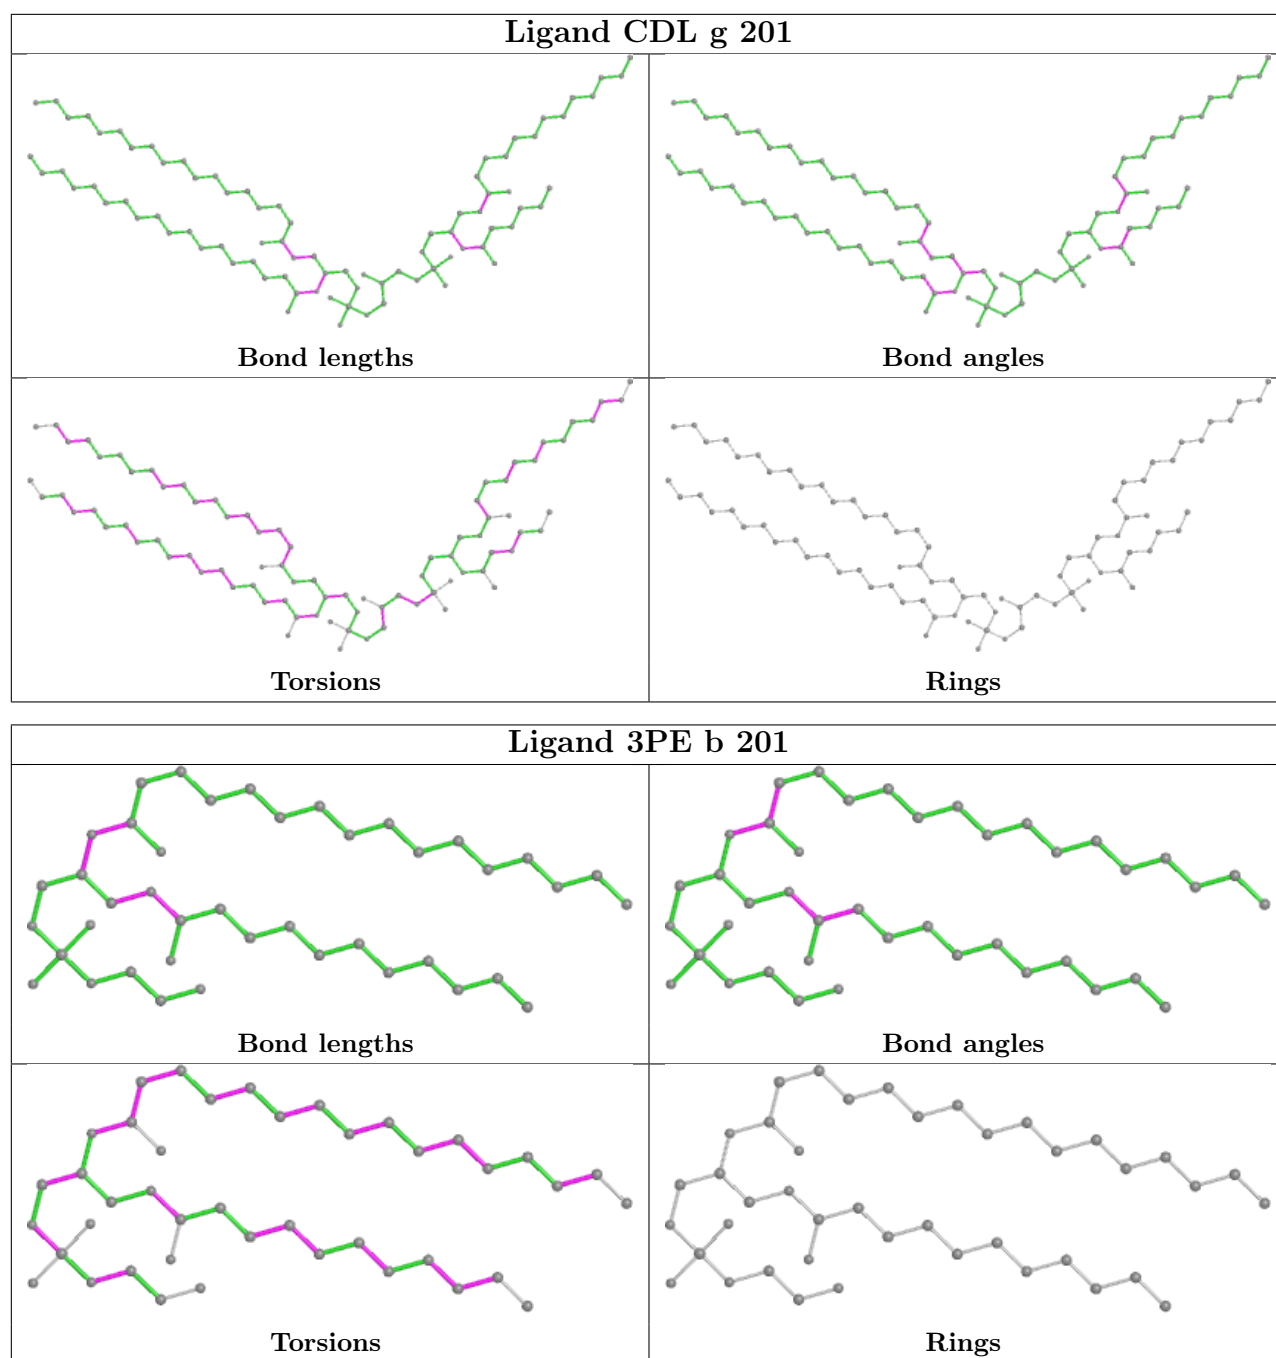 Ligand CDL g 201
Bond lengths
Bond angles
Torsions
Rings
Ligand 3PE b 201
Bond lengths
Bond angles
Torsions
Rings